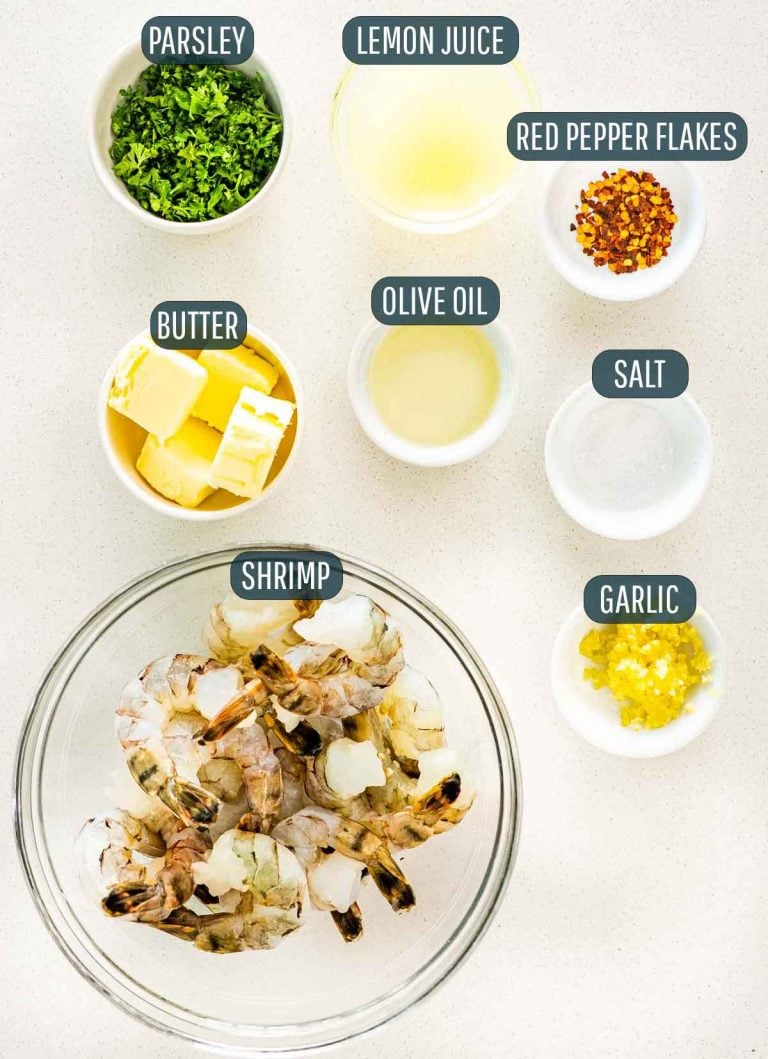 PARSLEY
LEMON JUICE
RED PEPPER FLAKES
BUTTER
OLIVE OIL
SALT
SHRIMP
GARLIC